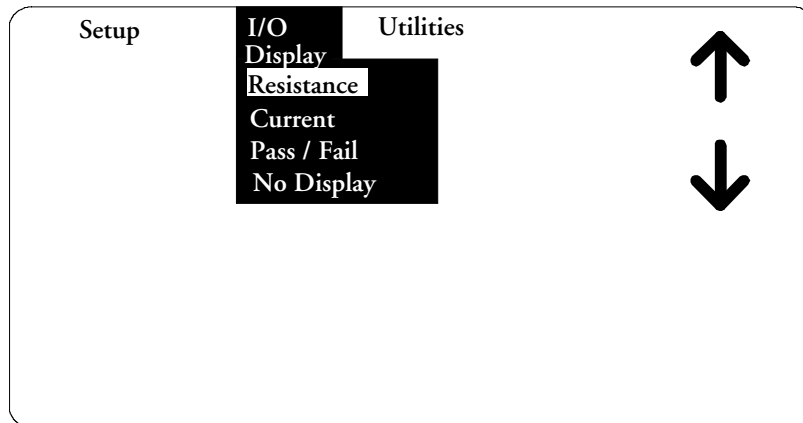 Setup I/O Utilities
Display
Resistance
Current
Pass / Fail
No Display